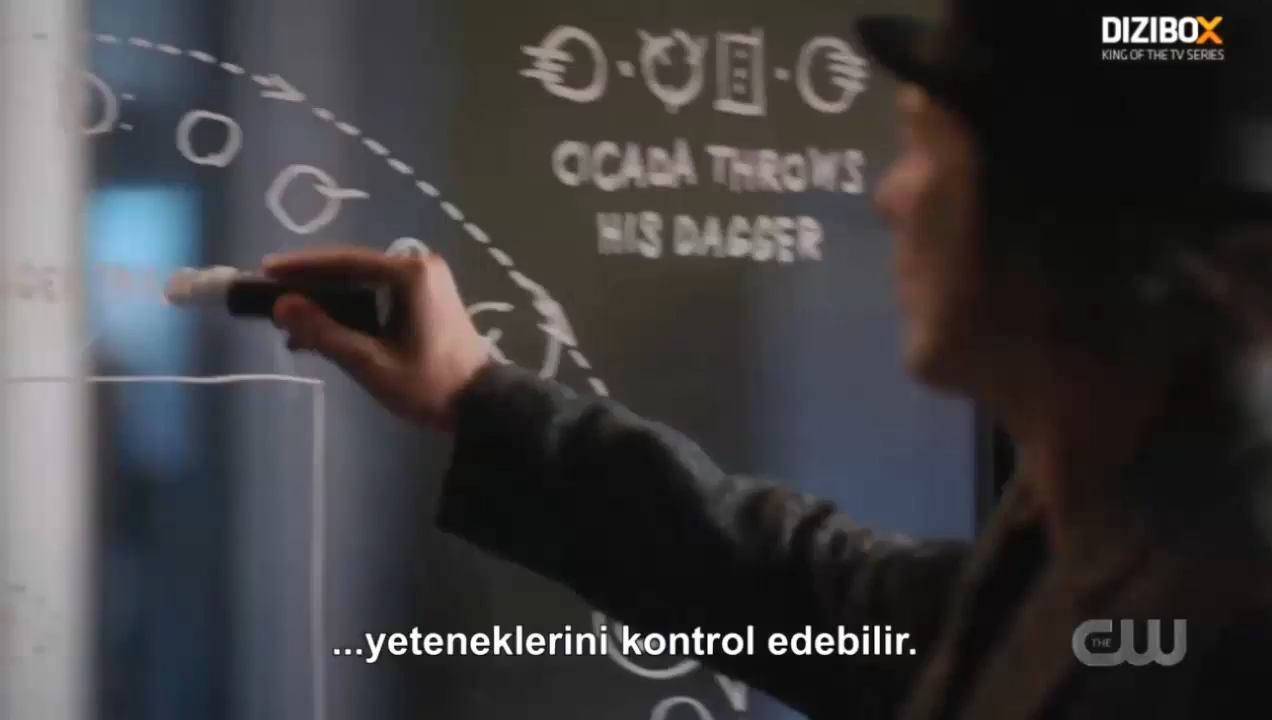 DIZIBOX
KING OF THE TV SERIES
CICADA THROWS
HIS DAGGER
...yeteneklerini kontrol edebilir.
THE CW